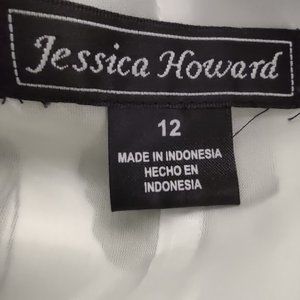 Jessica Howard
12
MADE IN INDONESIA
HECHO EN
INDONESIA